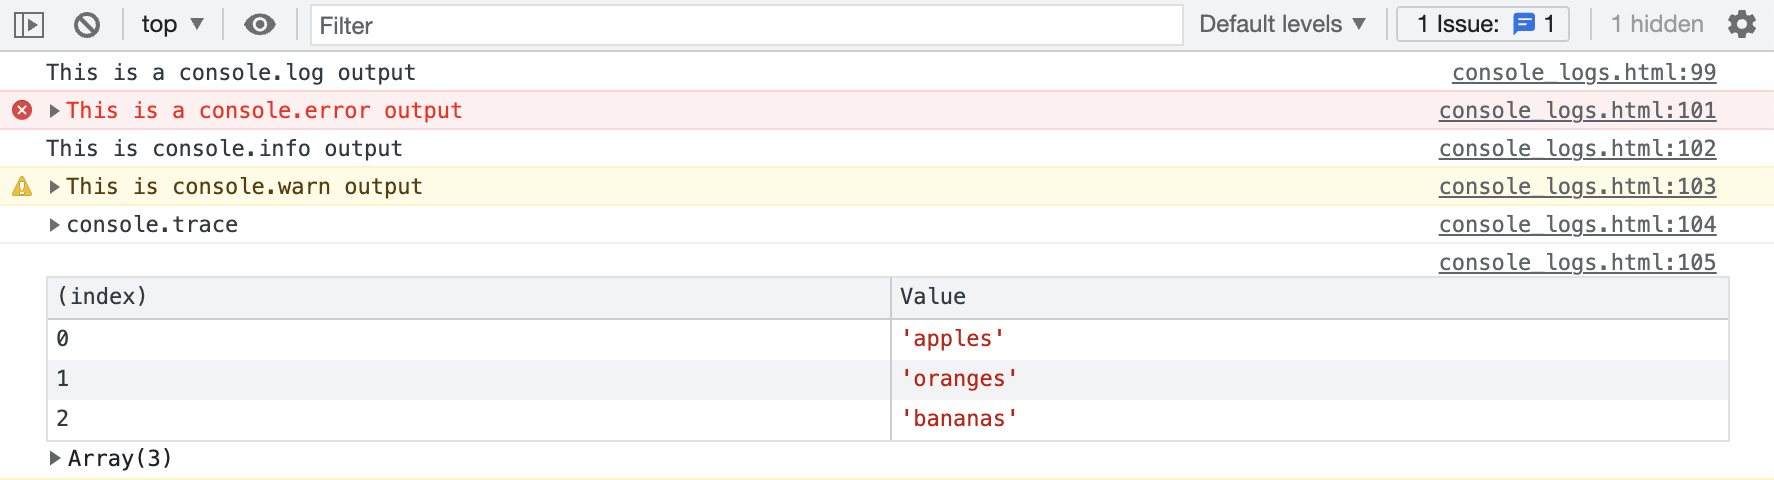 top ▼ Filter Default levels ▼ 1 Issue: 1 1 hidden
This is a console.log output console_logs.html:99
This is a console.error output console_logs.html:101
This is console.info output console_logs.html:102
This is console.warn output console_logs.html:103
console.trace console_logs.html:104
console_logs.html:105
(index) Value
0 'apples'
1 'oranges'
2 'bananas'
Array(3)